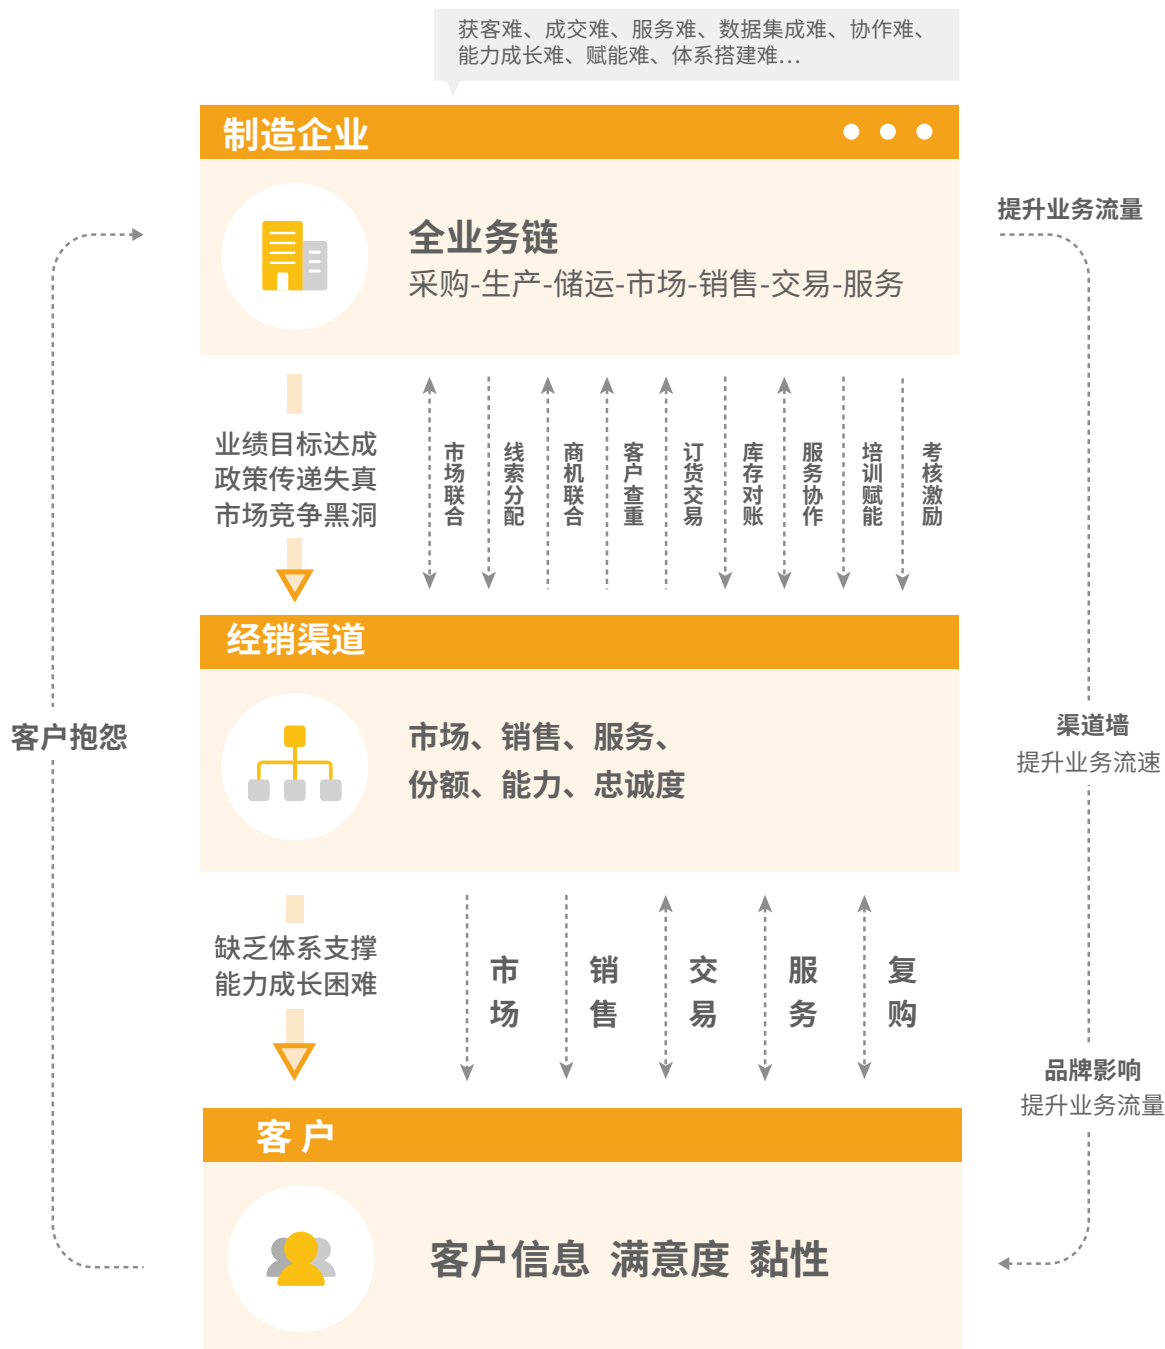 获客难、成交难、服务难、数据集成难、协作难、
能力成长难、赋能难、体系搭建难...
制造企业
全业务链
采购-生产-储运-市场-销售-交易-服务
提升业务流量
业绩目标达成
政策传递失真
市场竞争黑洞
市场联合
线索分配
商机联合
客户查重
订货交易
库存对账
服务协作
培训赋能
考核激励
经销渠道
市场、销售、服务、
份额、能力、忠诚度
客户抱怨
渠道墙
提升业务流速
缺乏体系支撑
能力成长困难
市场
销售
交易
服务
复购
品牌影响
提升业务流量
客户
客户信息 满意度 黏性